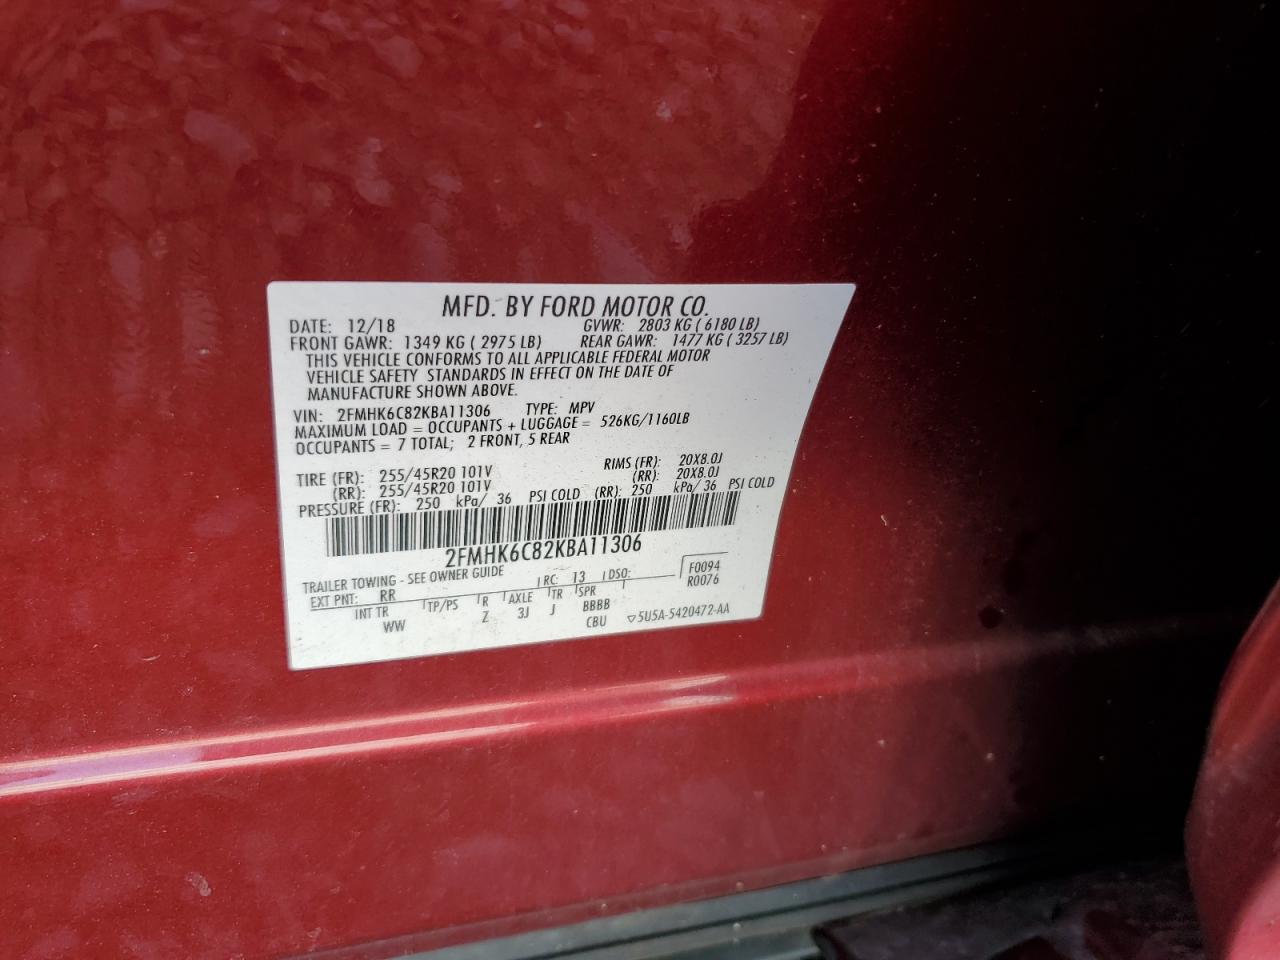 MFD. BY FORD MOTOR CO.
DATE: 12/18 GVWR: 2803 KG ( 6180 LB)
FRONT GAWR: 1349 KG ( 2975 LB) REAR GAWR: 1477 KG ( 3257 LB)
THIS VEHICLE CONFORMS TO ALL APPLICABLE FEDERAL MOTOR
VEHICLE SAFETY STANDARDS IN EFFECT ON THE DATE OF
MANUFACTURE SHOWN ABOVE.
VIN: 2FMHK6C82KBA11306 TYPE: MPV
MAXIMUM LOAD = OCCUPANTS + LUGGAGE = 526KG/1160LB
OCCUPANTS = 7 TOTAL; 2 FRONT, 5 REAR
TIRE (FR): 255/45R20 101V RIMS (FR): 20X8.0J
(RR): 255/45R20 101V (RR): 20X8.0J
PRESSURE (FR): 250 kPa/ 36 PSI COLD (RR): 250 kPa/ 36 PSI COLD
2FMHK6C82KBA11306
TRAILER TOWING - SEE OWNER GUIDE
EXT PNT: RR RC: 13 DSO: F0094
R0076
INT TR TP/PS R AXLE TR SPR
WW Z 3J J BBBB
CBU ▽5U5A-5420472-AA